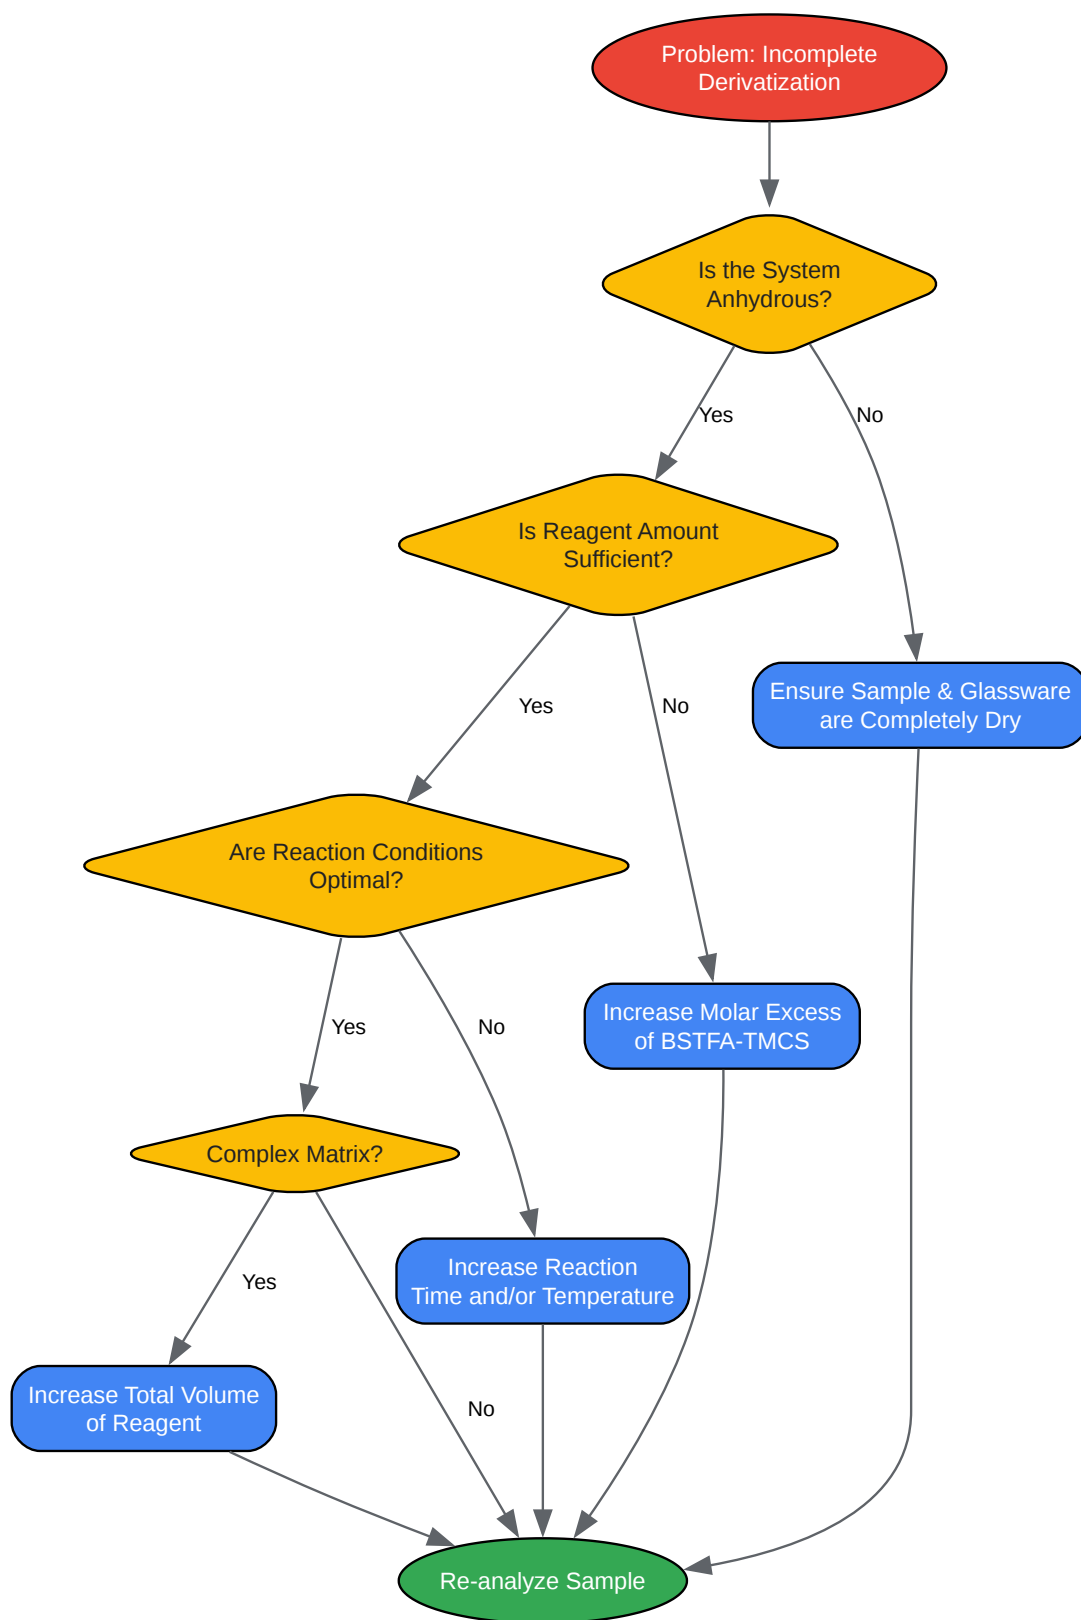 Problem: Incomplete
Derivatization
Is the System
Anhydrous?
Yes
No
Is Reagent Amount
Sufficient?
Yes
No
Ensure Sample & Glassware
are Completely Dry
Are Reaction Conditions
Optimal?
Yes
No
Increase Molar Excess
of BSTFA-TMCS
Complex Matrix?
Yes
No
Increase Reaction
Time and/or Temperature
Increase Total Volume
of Reagent
Re-analyze Sample